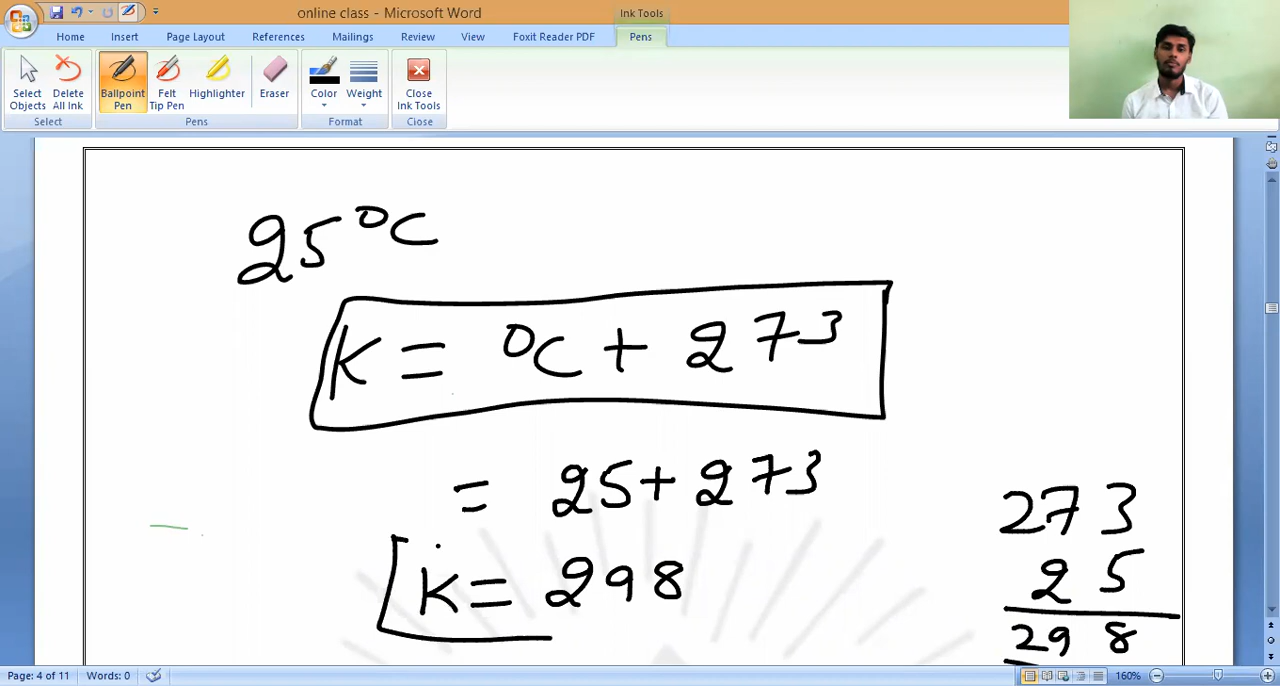 online class - Microsoft Word
Ink Tools
Home Insert Page Layout References Mailings Review View Foxit Reader PDF Pens
Select Objects
Delete All Ink
Ballpoint Pen
Felt Tip Pen
Highlighter
Eraser
Color
Weight
Close Ink Tools
Select Pens Format Close
25 °C
K = °C + 273
= 25 + 273
K = 298
273
25
298
Page: 4 of 11 Words: 0 160%